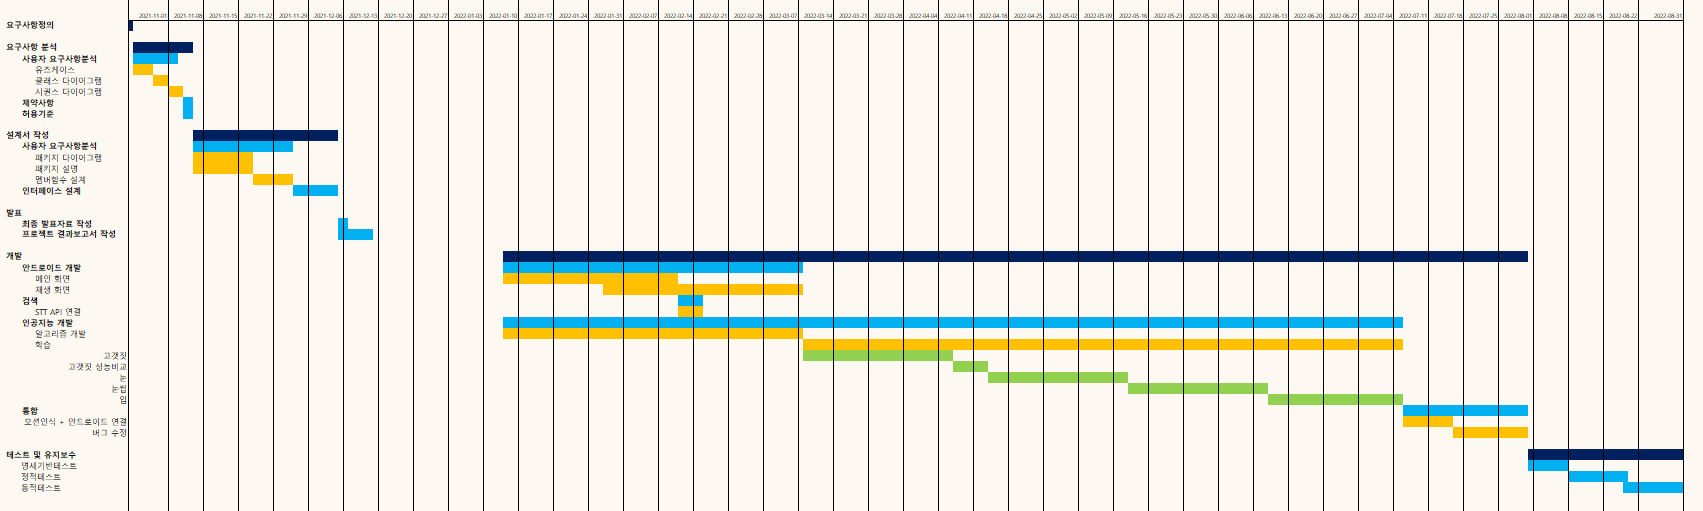 2021-11-01 2021-11-08 2021-11-15 2021-11-22 2021-11-29 2021-12-06 2021-12-13 2021-12-20 2021-12-27 2022-01-03 2022-01-10 2022-01-17 2022-01-24 2022-01-31 2022-02-07 2022-02-14 2022-02-21 2022-02-28 2022-03-07 2022-03-14 2022-03-21 2022-03-28 2022-04-04 2022-04-11 2022-04-18 2022-04-25 2022-05-02 2022-05-09 2022-05-16 2022-05-23 2022-05-30 2022-06-06 2022-06-13 2022-06-20 2022-06-27 2022-07-04 2022-07-11 2022-07-18 2022-07-25 2022-08-01 2022-08-08 2022-08-15 2022-08-22 2022-08-31
요구사항정의
요구사항 분석
사용자 요구사항분석
유즈케이스
클래스 다이어그램
시퀀스 다이어그램
제약사항
허용기준
설계서 작성
사용자 요구사항분석
패키지 다이어그램
패키지 설명
멤버함수 설계
인터페이스 설계
발표
최종 발표자료 작성
프로젝트 결과보고서 작성
개발
안드로이드 개발
메인 화면
재생 화면
검색
STT API 연결
인공지능 개발
알고리즘 개발
학습
고갯짓
고갯짓 성능비교
눈
눈썹
입
통합
모션인식 + 안드로이드 연결
버그 수정
테스트 및 유지보수
명세기반테스트
정적테스트
동적테스트